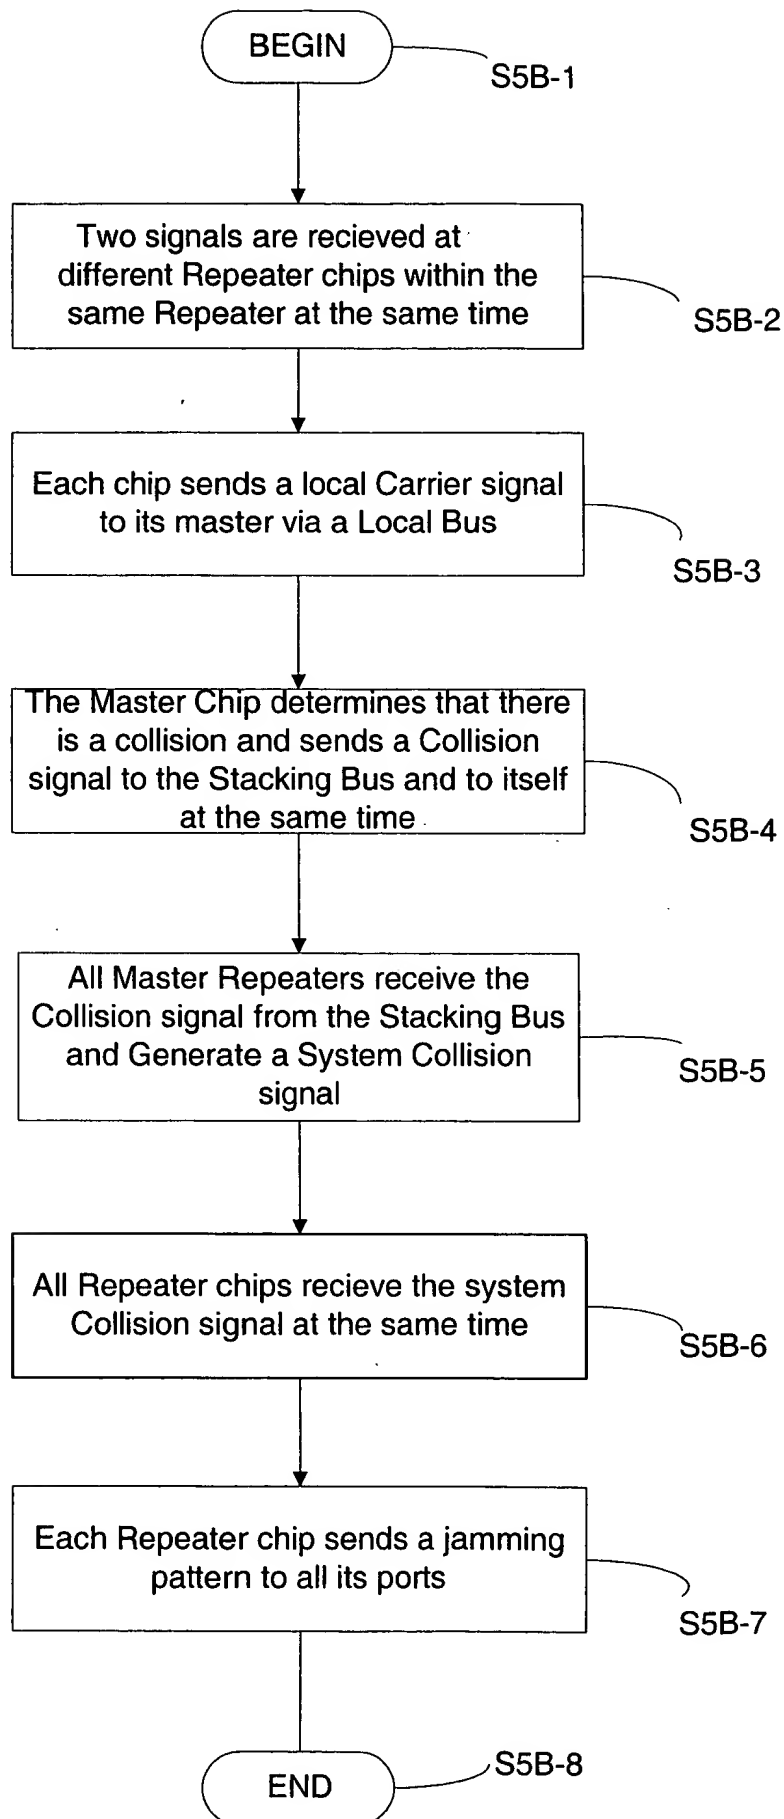 BEGIN
S5B-1
Two signals are recieved at
different Repeater chips within the
same Repeater at the same time
S5B-2
Each chip sends a local Carrier signal
to its master via a Local Bus
S5B-3
The Master Chip determines that there
is a collision and sends a Collision
signal to the Stacking Bus and to itself
at the same time
S5B-4
All Master Repeaters receive the
Collision signal from the Stacking Bus
and Generate a System Collision
signal
S5B-5
All Repeater chips recieve the system
Collision signal at the same time
S5B-6
Each Repeater chip sends a jamming
pattern to all its ports
S5B-7
END
S5B-8